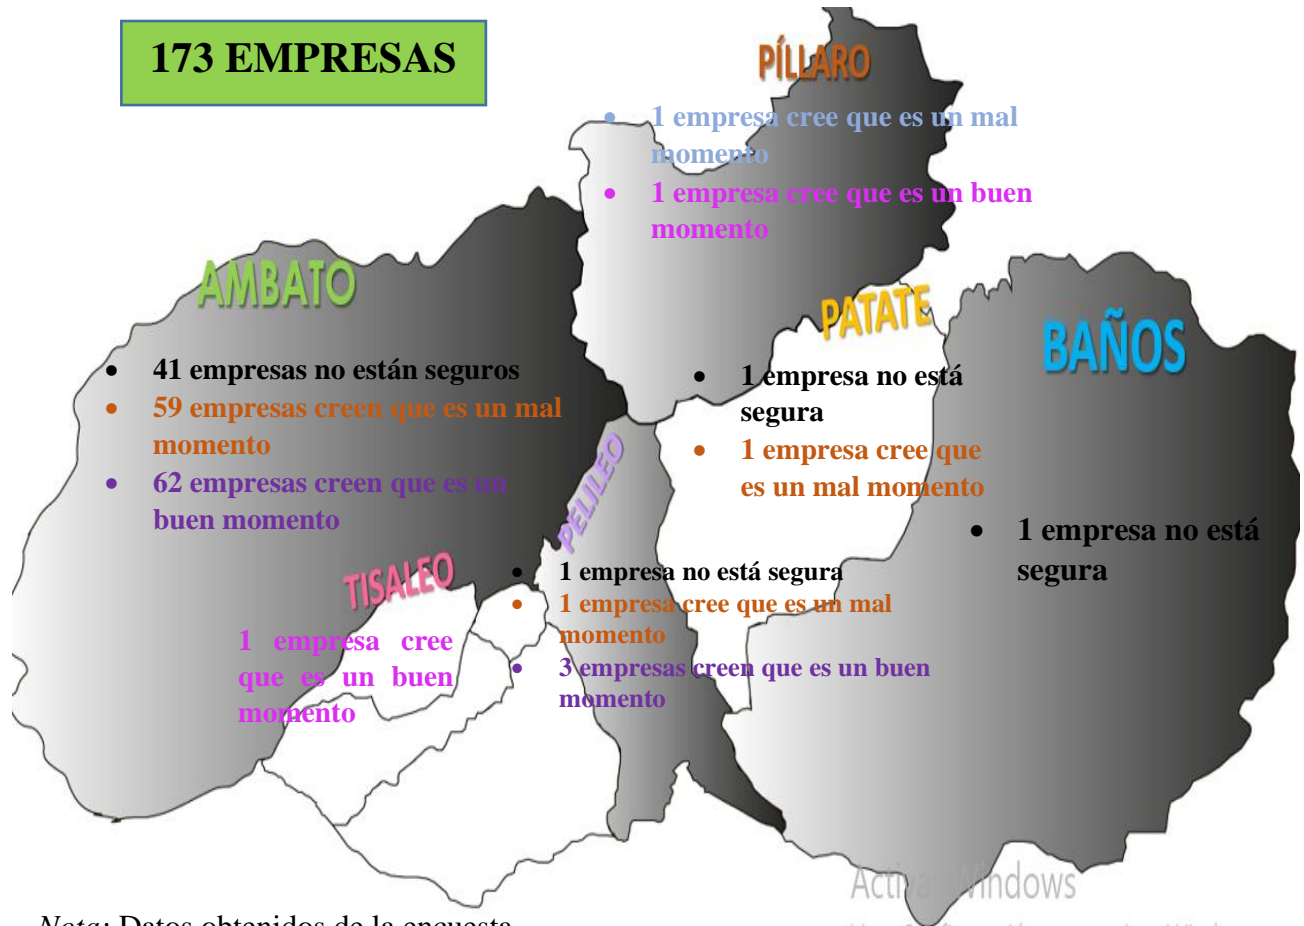 173 EMPRESAS
PÍLLARO
• 1 empresa cree que es un mal
momento
• 1 empresa cree que es un buen
momento
AMBATO
• 41 empresas no están seguros
• 59 empresas creen que es un mal
momento
• 62 empresas creen que es un
buen momento
PATATE
• 1 empresa no está
segura
• 1 empresa cree que
es un mal momento
BAÑOS
• 1 empresa no está
segura
PELILEO
• 1 empresa no está segura
• 1 empresa cree que es un mal
momento
• 3 empresas creen que es un buen
momento
TISALEO
1 empresa cree
que es un buen
momento
Activar Windows
Nota: Datos obtenidos de la encuesta